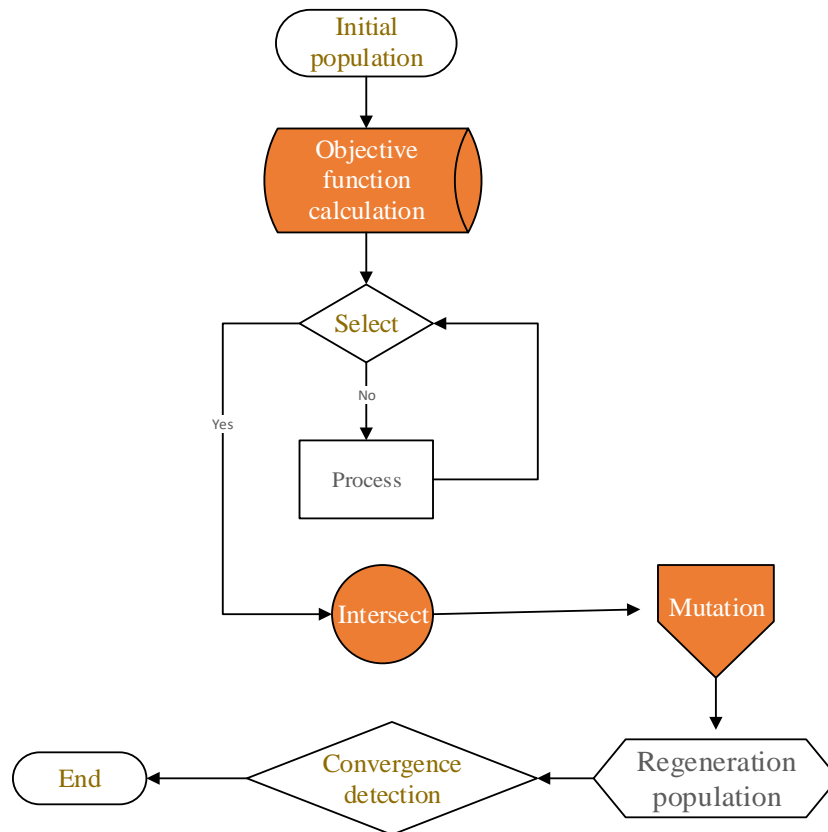 Initial
population
Objective
function
calculation
Select
No
Yes
Process
Intersect
Mutation
Regeneration
population
Convergence
detection
End